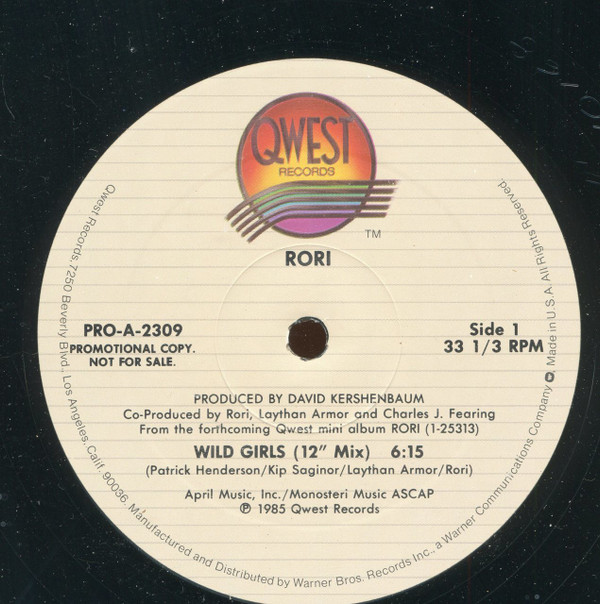 QWEST
RECORDS
TM
RORI
PRO-A-2309
PROMOTIONAL COPY.
NOT FOR SALE.
Side 1
33 1/3 RPM
PRODUCED BY DAVID KERSHENBAUM
Co-Produced by Rori, Laythan Armor and Charles J. Fearing
From the forthcoming Qwest mini album RORI (1-25313)
WILD GIRLS (12” Mix) 6:15
(Patrick Henderson/Kip Saginor/Laythan Armor/Rori)
April Music, Inc./Monosteri Music ASCAP
℗ 1985 Qwest Records
Qwest Records, 7250 Beverly Blvd., Los Angeles, Calif. 90036. Manufactured and Distributed by Warner Bros. Records Inc., a Warner Communications Company. Made in U.S.A. All Rights Reserved.